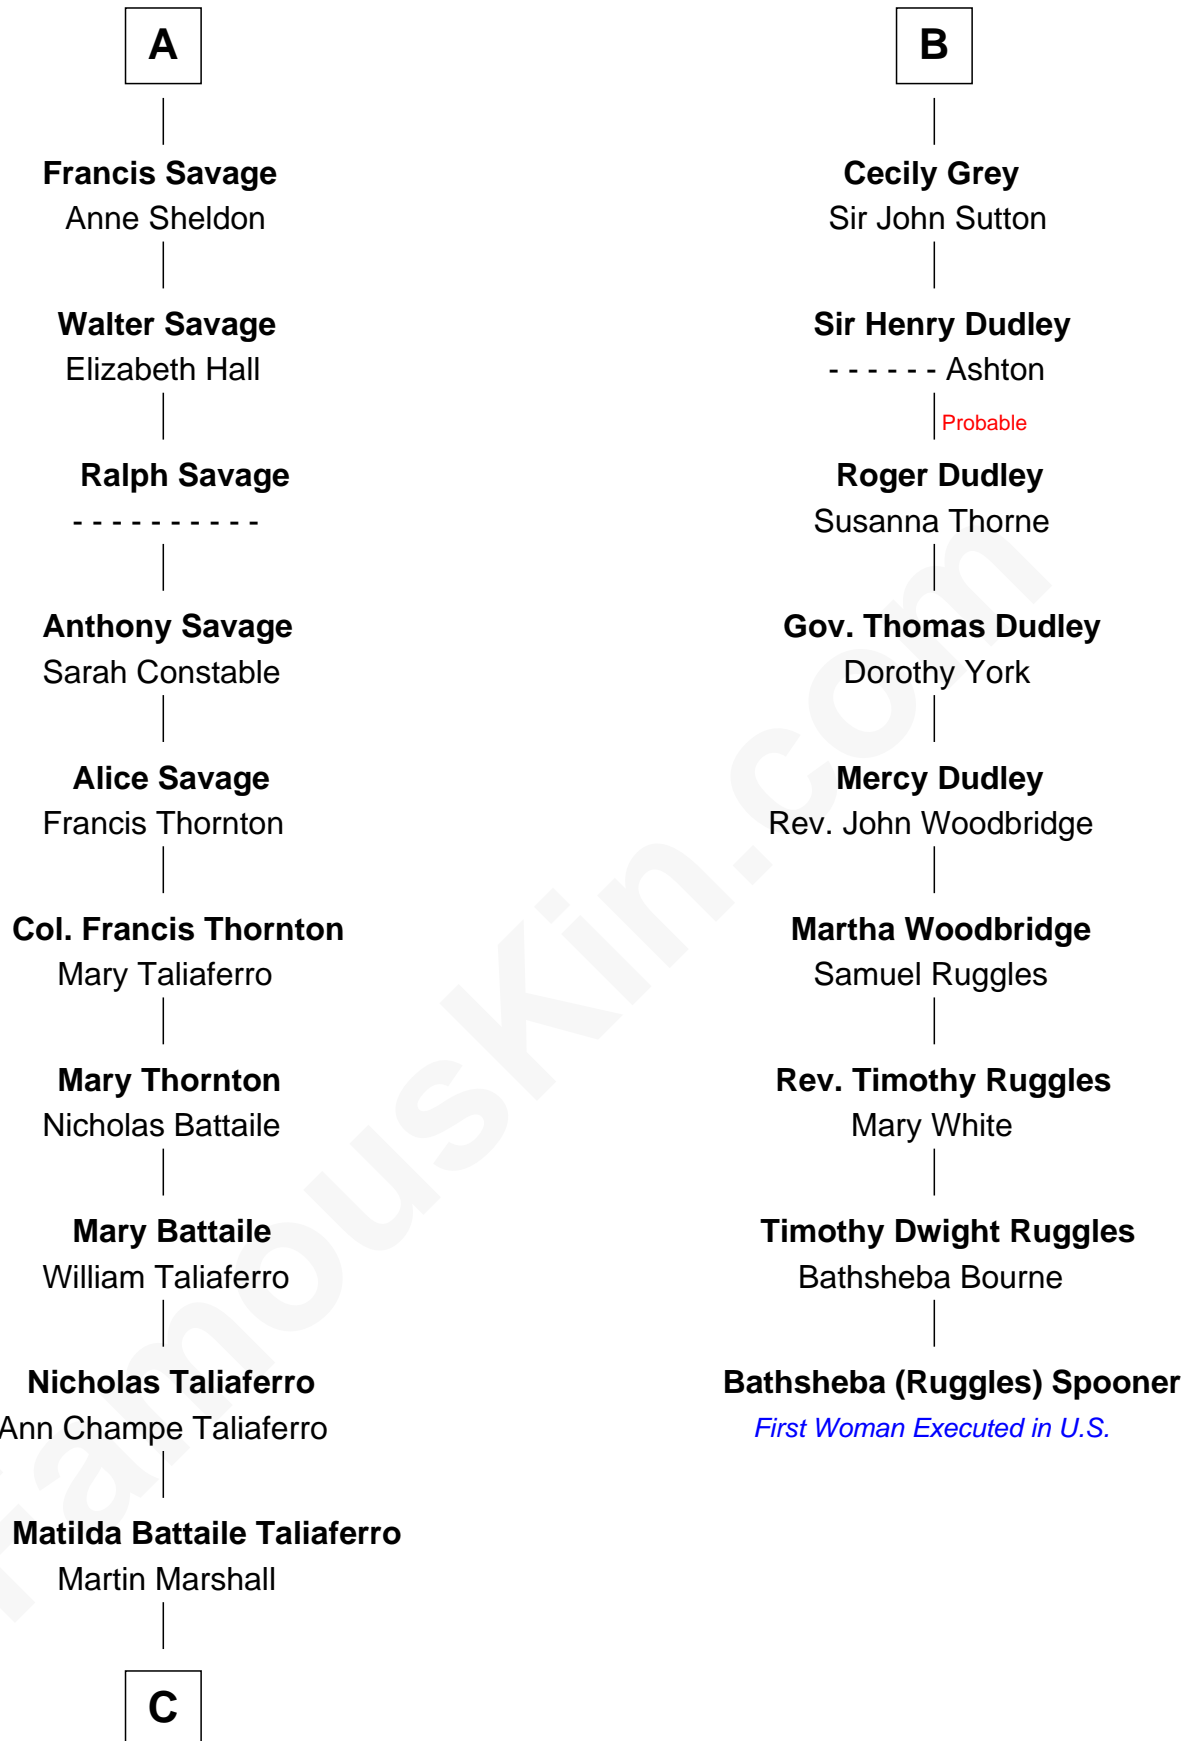 A
Francis Savage
Anne Sheldon
Walter Savage
Elizabeth Hall
Ralph Savage
- - - - - - - - - -
Anthony Savage
Sarah Constable
Alice Savage
Francis Thornton
Col. Francis Thornton
Mary Taliaferro
Mary Thornton
Nicholas Battaile
Mary Battaile
William Taliaferro
Nicholas Taliaferro
Ann Champe Taliaferro
Matilda Battaile Taliaferro
Martin Marshall
C
B
Cecily Grey
Sir John Sutton
Sir Henry Dudley
- - - - - - Ashton
Probable
Roger Dudley
Susanna Thorne
Gov. Thomas Dudley
Dorothy York
Mercy Dudley
Rev. John Woodbridge
Martha Woodbridge
Samuel Ruggles
Rev. Timothy Ruggles
Mary White
Timothy Dwight Ruggles
Bathsheba Bourne
Bathsheba (Ruggles) Spooner
First Woman Executed in U.S.
FamousKin.com